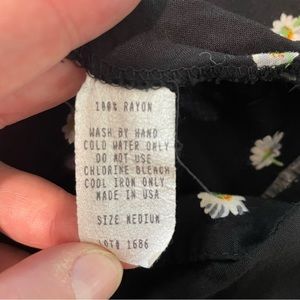 100% RAYON
WASH BY HAND
COLD WATER ONLY
DO NOT USE
CHLORINE BLEACH
COOL IRON ONLY
MADE IN USA
SIZE MEDIUM
LOT# 1686